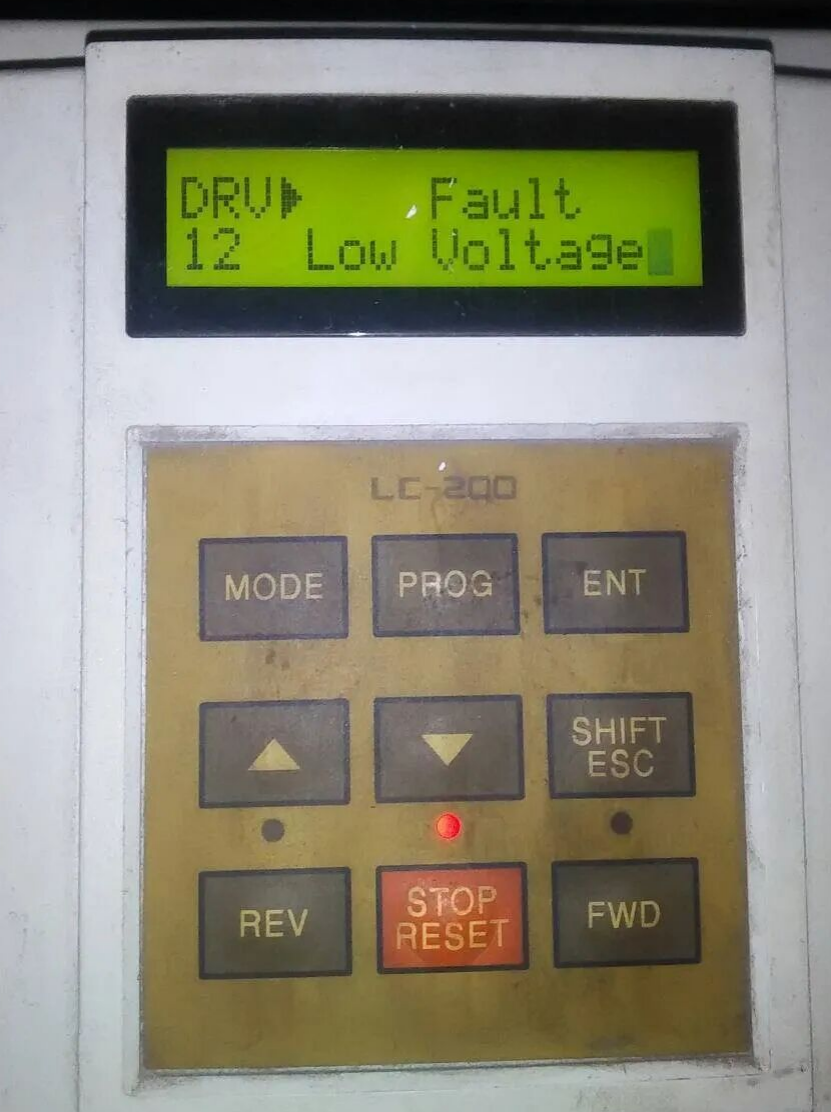 DRV▶ Fault
12 Low Voltage
LC-200
MODE PROG ENT
▲ ▼ SHIFT
ESC
REV STOP
RESET FWD